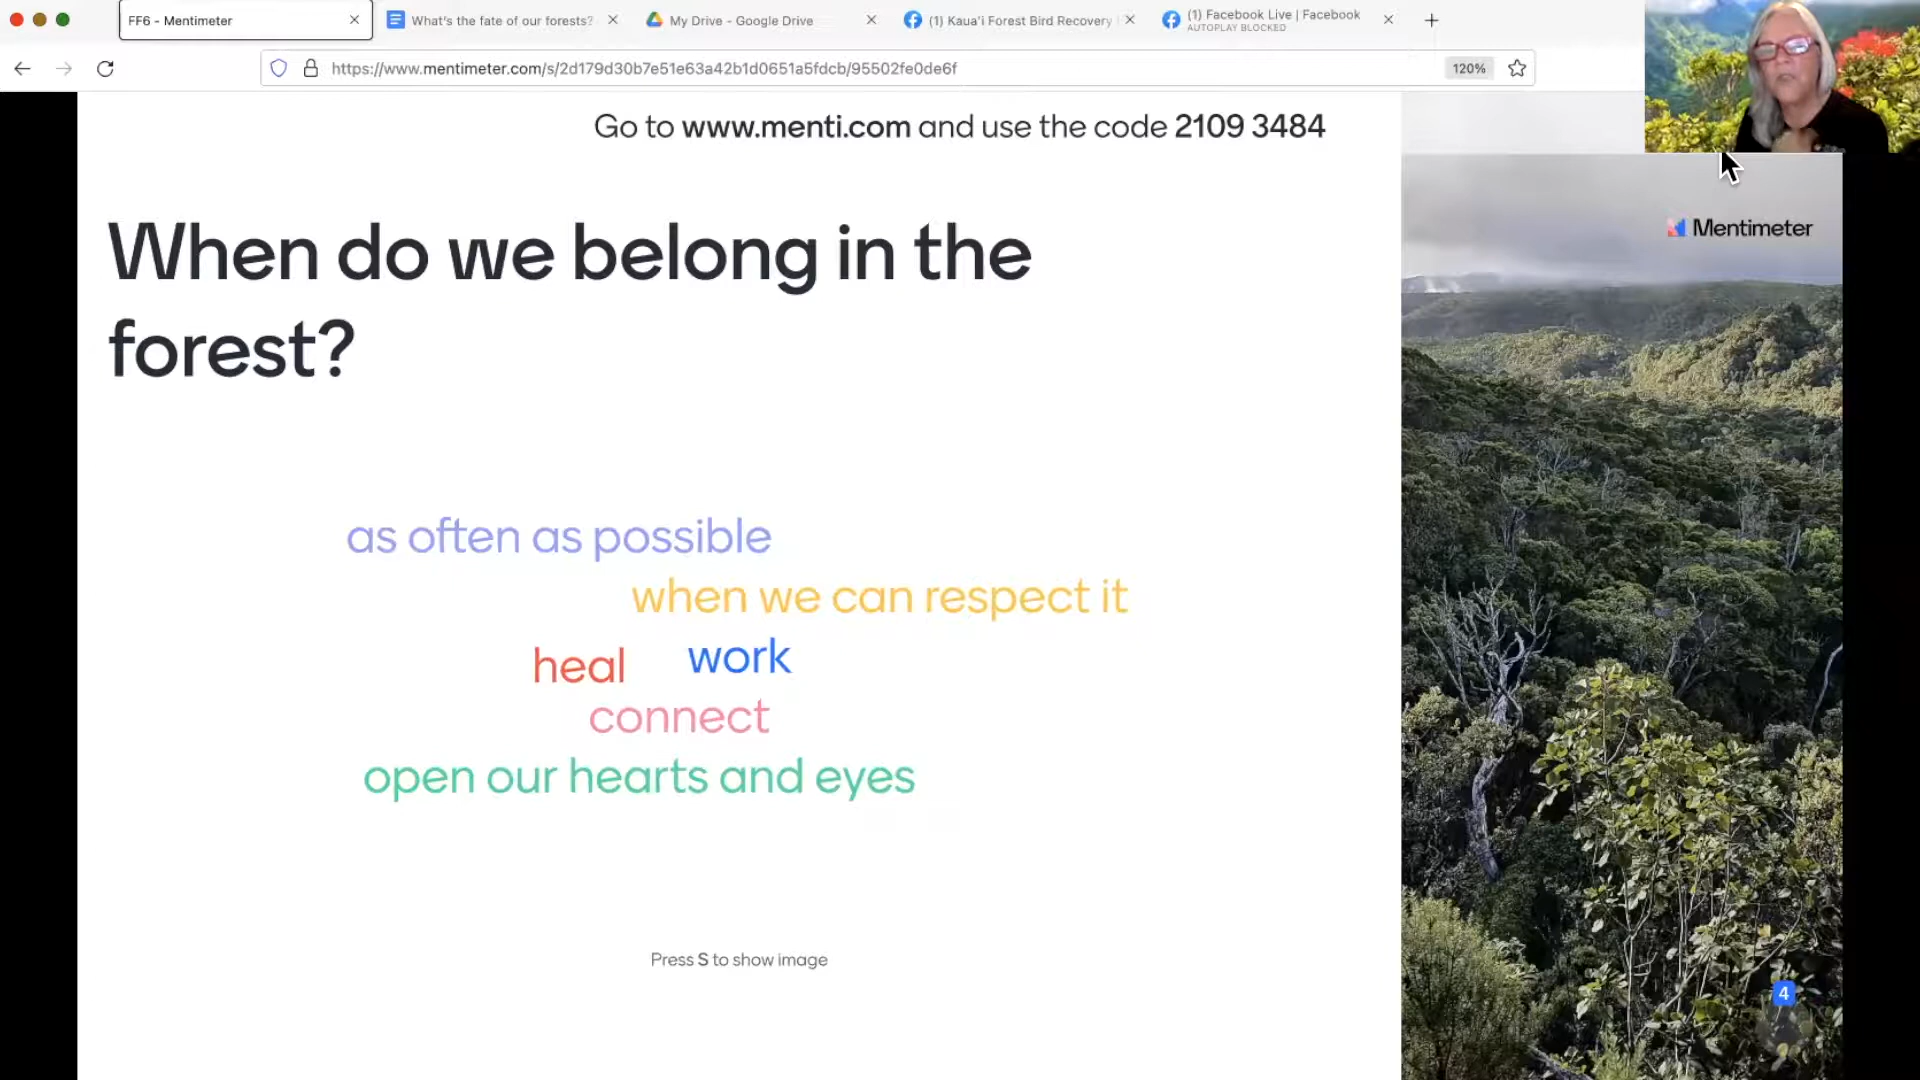 FF6 - Mentimeter
What's the fate of our forests?
My Drive - Google Drive
(1) Kaua'i Forest Bird Recovery
(1) Facebook Live | Facebook
AUTOPLAY BLOCKED
https://www.mentimeter.com/s/2d179d30b7e51e63a42b1d0651a5fdcb/95502fe0de6f
120%
Go to www.menti.com and use the code 2109 3484
Mentimeter
When do we belong in the
forest?
as often as possible
when we can respect it
heal work
connect
open our hearts and eyes
Press S to show image
4